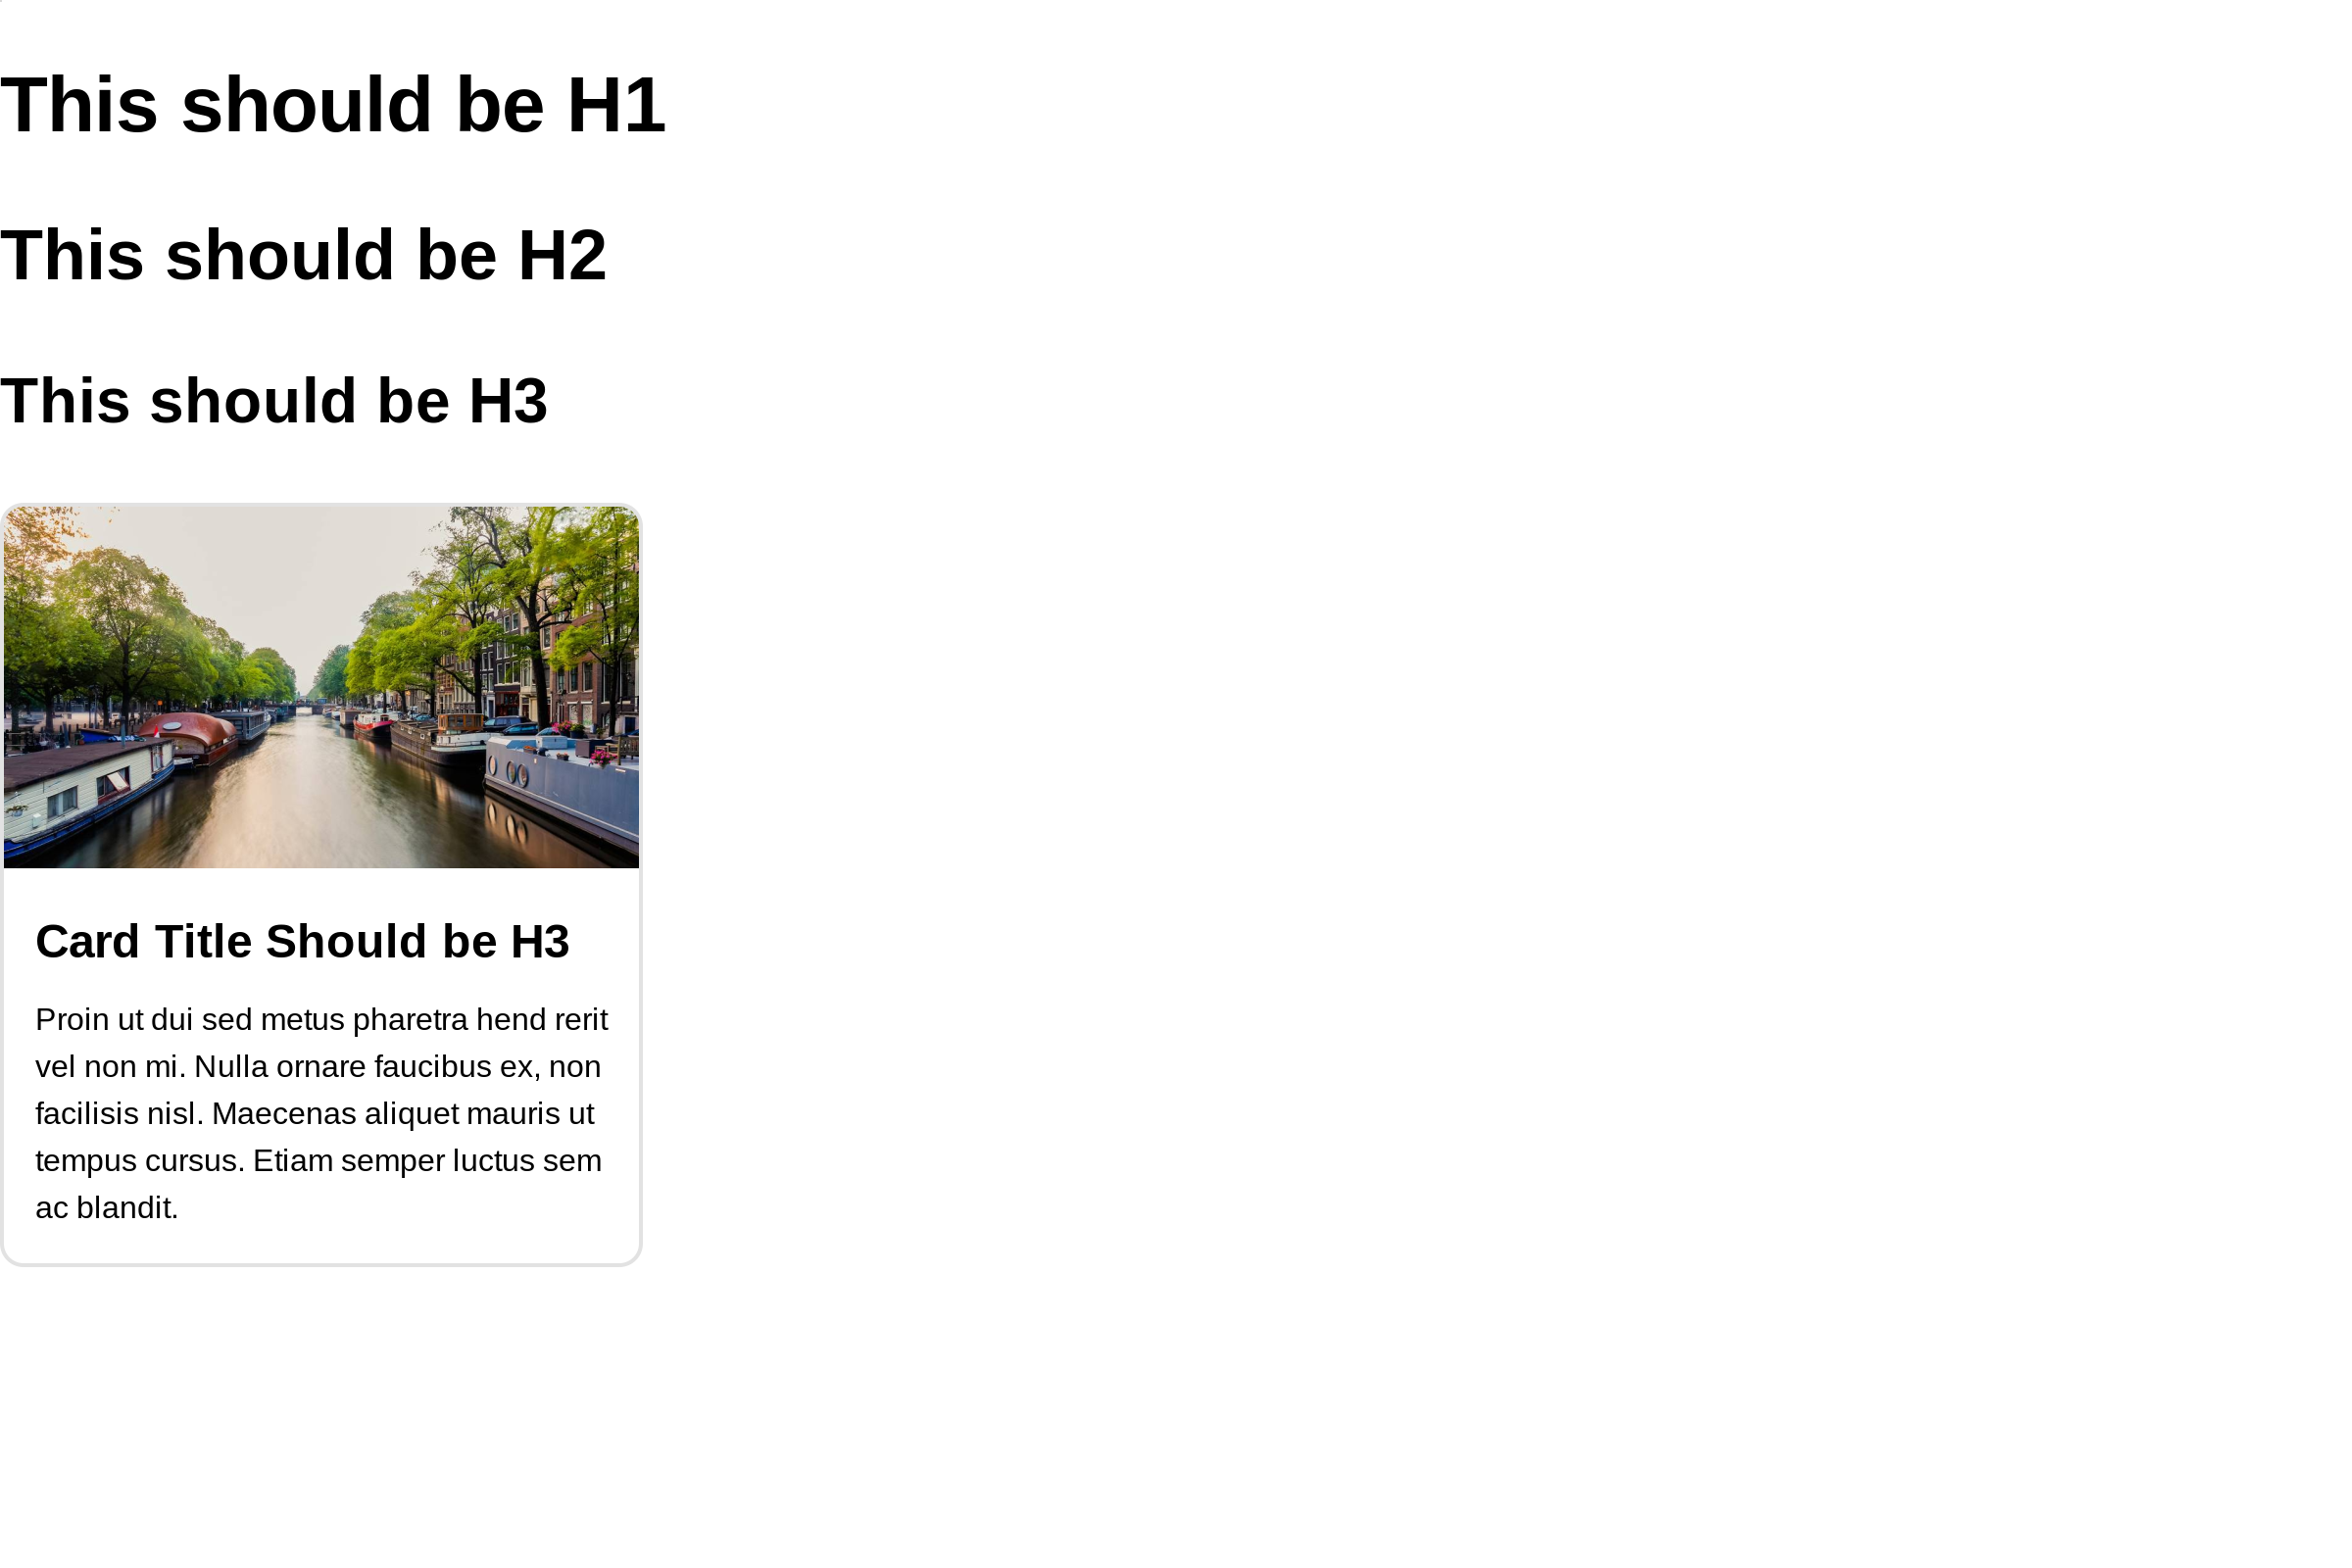 This should be H1
This should be H2
This should be H3
Card Title Should be H3
Proin ut dui sed metus pharetra hend rerit
vel non mi. Nulla ornare faucibus ex, non
facilisis nisl. Maecenas aliquet mauris ut
tempus cursus. Etiam semper luctus sem
ac blandit.